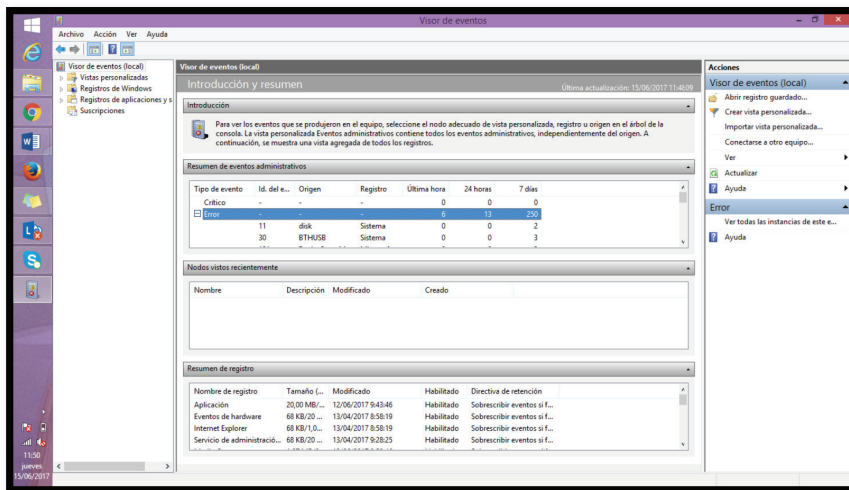 Visor de eventos
Archivo Acción Ver Ayuda
Visor de eventos (local)
Vistas personalizadas
Registros de Windows
Registros de aplicaciones y s
Suscripciones
Visor de eventos (local)
Introducción y resumen
Última actualización: 15/06/2017 11:48:09
Introducción
Para ver los eventos que se produjeron en el equipo, seleccione el nodo adecuado de vista personalizada, registro u origen en el árbol de la
consola. La vista personalizada Eventos administrativos contiene todos los eventos administrativos, independientemente del origen. A
continuación, se muestra una vista agregada de todos los registros.
Resumen de eventos administrativos
Tipo de evento Id. del e... Origen Registro Última hora 24 horas 7 días
Crítico - - - 0 0 0
Error - - - 6 13 250
11 disk Sistema 0 0 2
30 BTHUSB Sistema 0 0 3
Nodos vistos recientemente
Nombre Descripción Modificado Creado
Resumen de registro
Nombre de registro Tamaño (... Modificado Habilitado Directiva de retención
Aplicación 20,00 MB/... 12/06/2017 9:43:46 Habilitado Sobrescribir eventos si f...
Eventos de hardware 68 KB/20 ... 13/04/2017 8:58:19 Habilitado Sobrescribir eventos si f...
Internet Explorer 68 KB/1,0... 13/04/2017 8:58:19 Habilitado Sobrescribir eventos si f...
Servicio de administració... 68 KB/20 ... 13/04/2017 9:28:25 Habilitado Sobrescribir eventos si f...
Acciones
Visor de eventos (local)
Abrir registro guardado...
Crear vista personalizada...
Importar vista personalizada...
Conectarse a otro equipo...
Ver
Actualizar
Ayuda
Error
Ver todas las instancias de este e...
Ayuda
11:50
jueves
15/06/2017